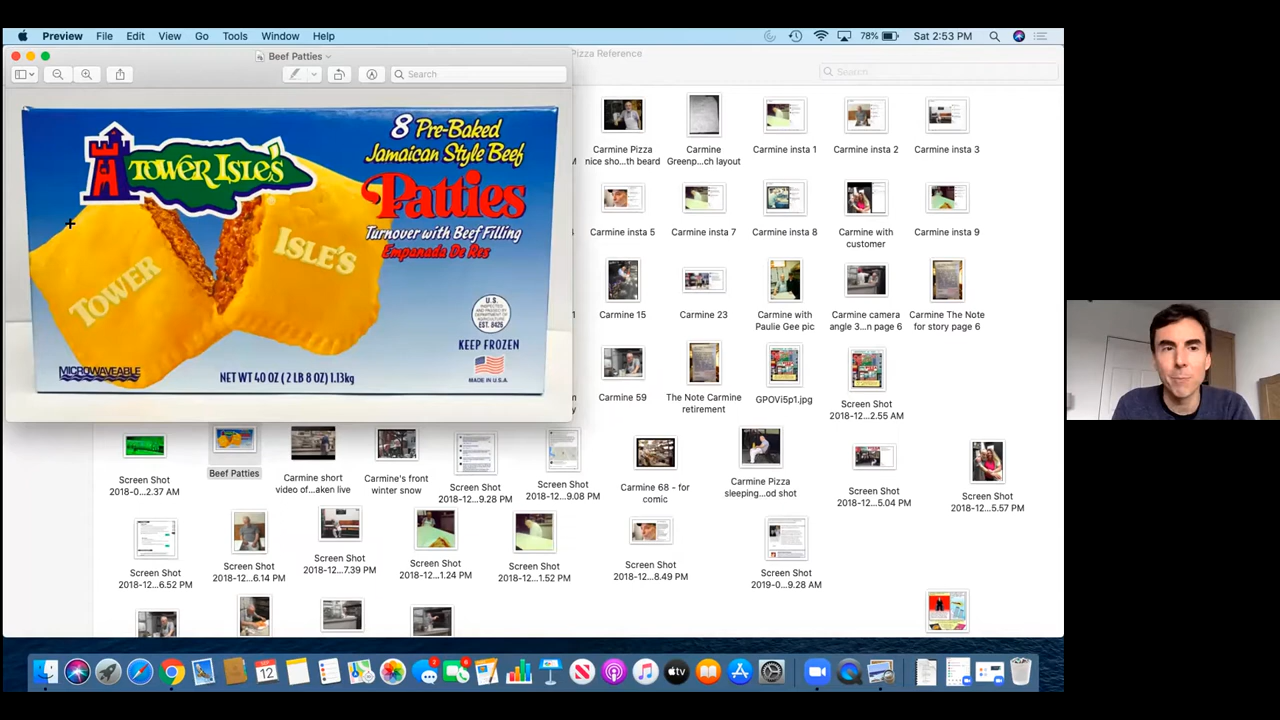 Preview File Edit View Go Tools Window Help
78% Sat 2:53 PM
Beef Patties
Pizza Reference
Search
Search
8 Pre-Baked
Jamaican Style Beef
Patties
Turnover with Beef Filling
Empanada De Res
TOWER ISLE'S
TOWER
ISLE'S
U.S.
EST. 8426
KEEP FROZEN
MADE IN U.S.A
MICROWAVEABLE
NET WT 40 OZ ( 2 LB 8 OZ) 1.13kg
Carmine Pizza
nice sho...th beard
Carmine
Greenp...ch layout
Carmine insta 1
Carmine insta 2
Carmine insta 3
Carmine insta 5
Carmine insta 7
Carmine insta 8
Carmine with
customer
Carmine insta 9
Carmine 15
Carmine 23
Carmine with
Paulie Gee pic
Carmine camera
angle 3...n page 6
Carmine The Note
for story page 6
Carmine 59
The Note Carmine
retirement
GPOVi5p1.jpg
Screen Shot
2018-12...2.55 AM
Screen Shot
2018-0...2.37 AM
Beef Patties
Carmine short
video of...aken live
Carmine's front
winter snow
Screen Shot
2018-12...9.28 PM
Screen Shot
2018-12...9.08 PM
Carmine 68 - for
comic
Carmine Pizza
sleeping...od shot
Screen Shot
2018-12...5.04 PM
Screen Shot
2018-12...5.57 PM
Screen Shot
2018-12...6.52 PM
Screen Shot
2018-12...6.14 PM
Screen Shot
2018-12...7.39 PM
Screen Shot
2018-12...1.24 PM
Screen Shot
2018-12...1.52 PM
Screen Shot
2018-12...8.49 PM
Screen Shot
2019-0...9.28 AM
tv